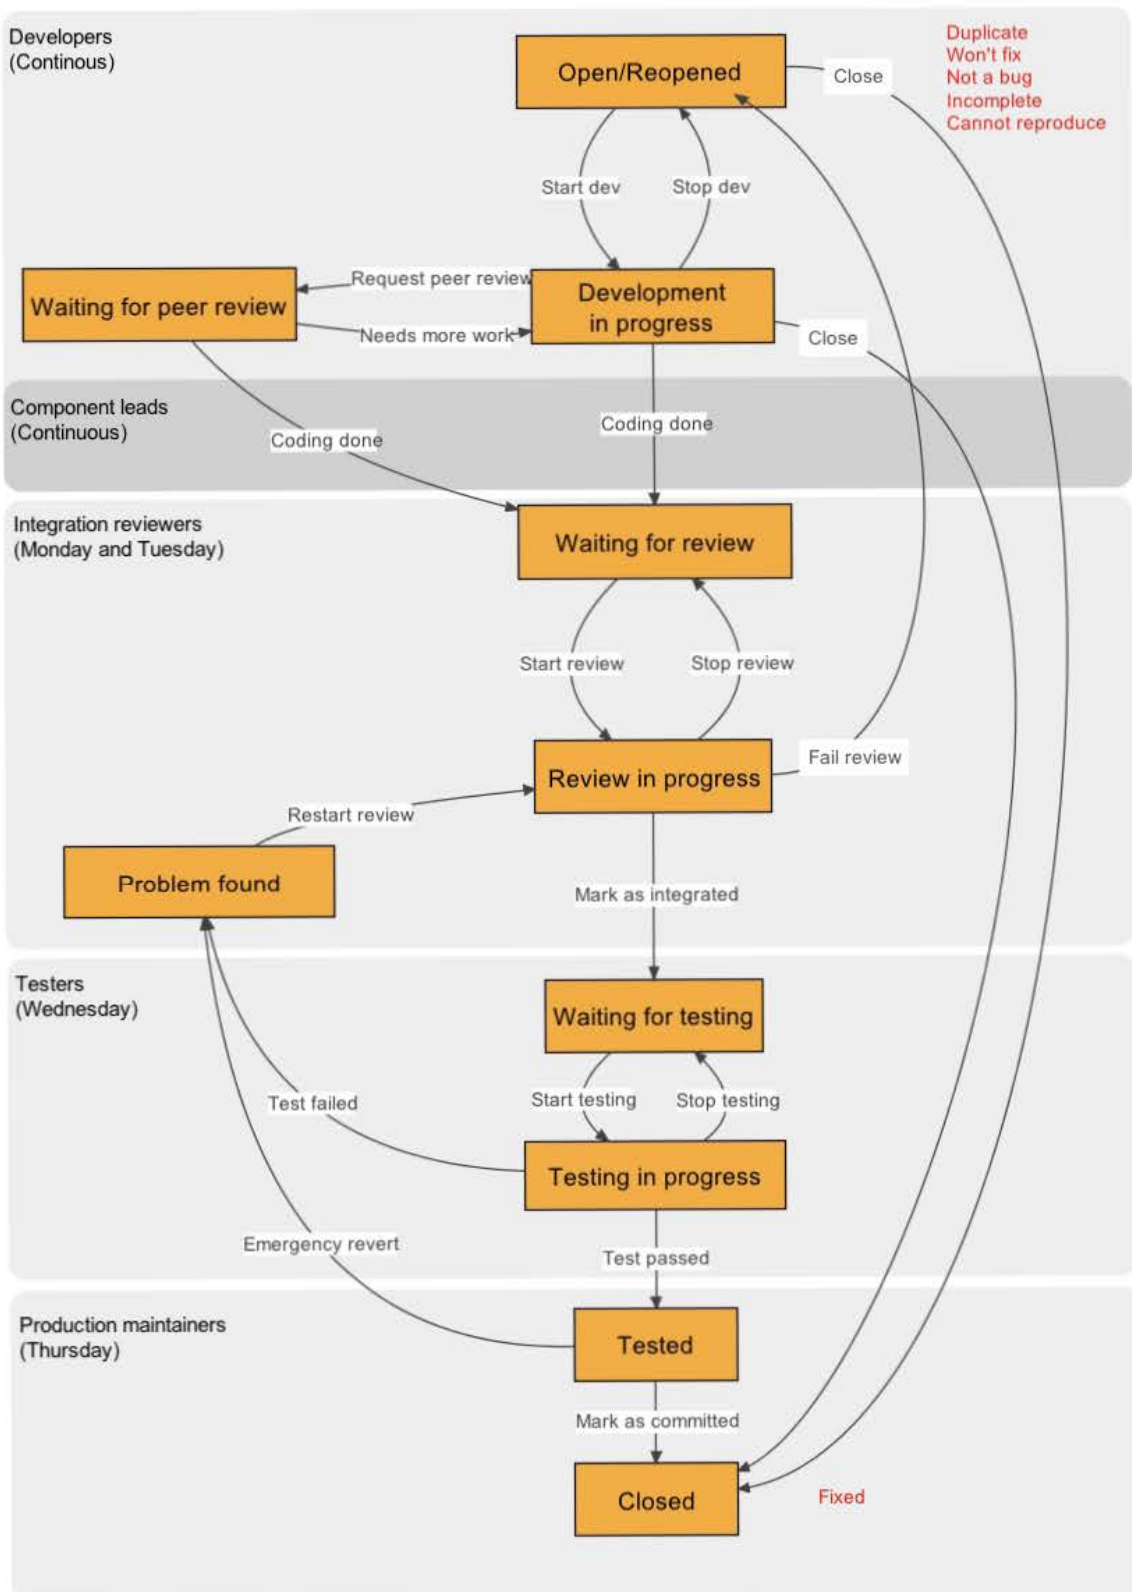 Developers
(Continous)
Open/Reopened
Close
Duplicate
Won't fix
Not a bug
Incomplete
Cannot reproduce
Start dev
Stop dev
Waiting for peer review
Request peer review
Needs more work
Development
in progress
Close
Component leads
(Continuous)
Coding done
Coding done
Integration reviewers
(Monday and Tuesday)
Waiting for review
Start review
Stop review
Review in progress
Fail review
Restart review
Problem found
Mark as integrated
Testers
(Wednesday)
Waiting for testing
Start testing
Stop testing
Test failed
Testing in progress
Emergency revert
Test passed
Production maintainers
(Thursday)
Tested
Mark as committed
Closed
Fixed